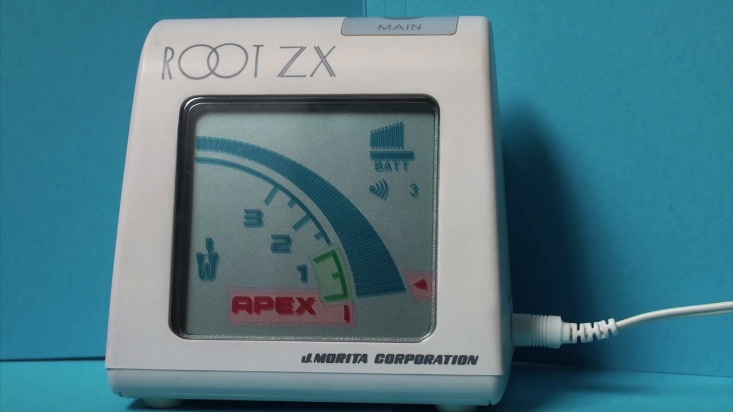 MAIN
ROOT ZX
BATT
3
3
2
1
APEX
J. MORITA CORPORATION